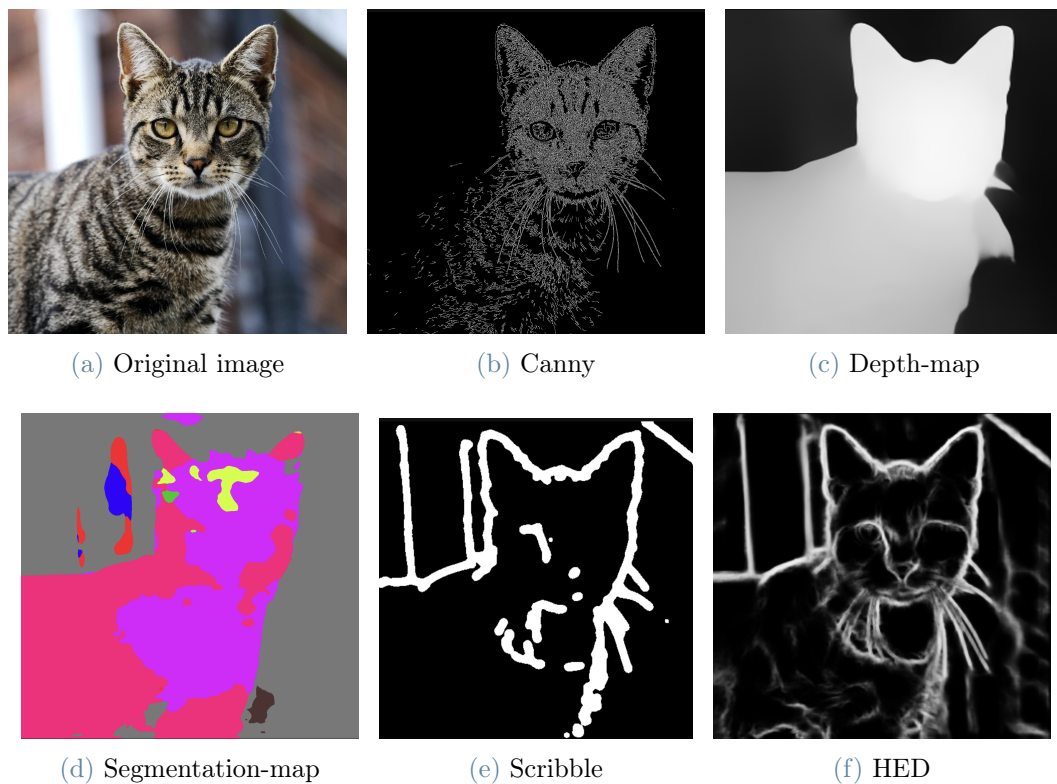 (a) Original image
(b) Canny
(c) Depth-map
(d) Segmentation-map
(e) Scribble
(f) HED